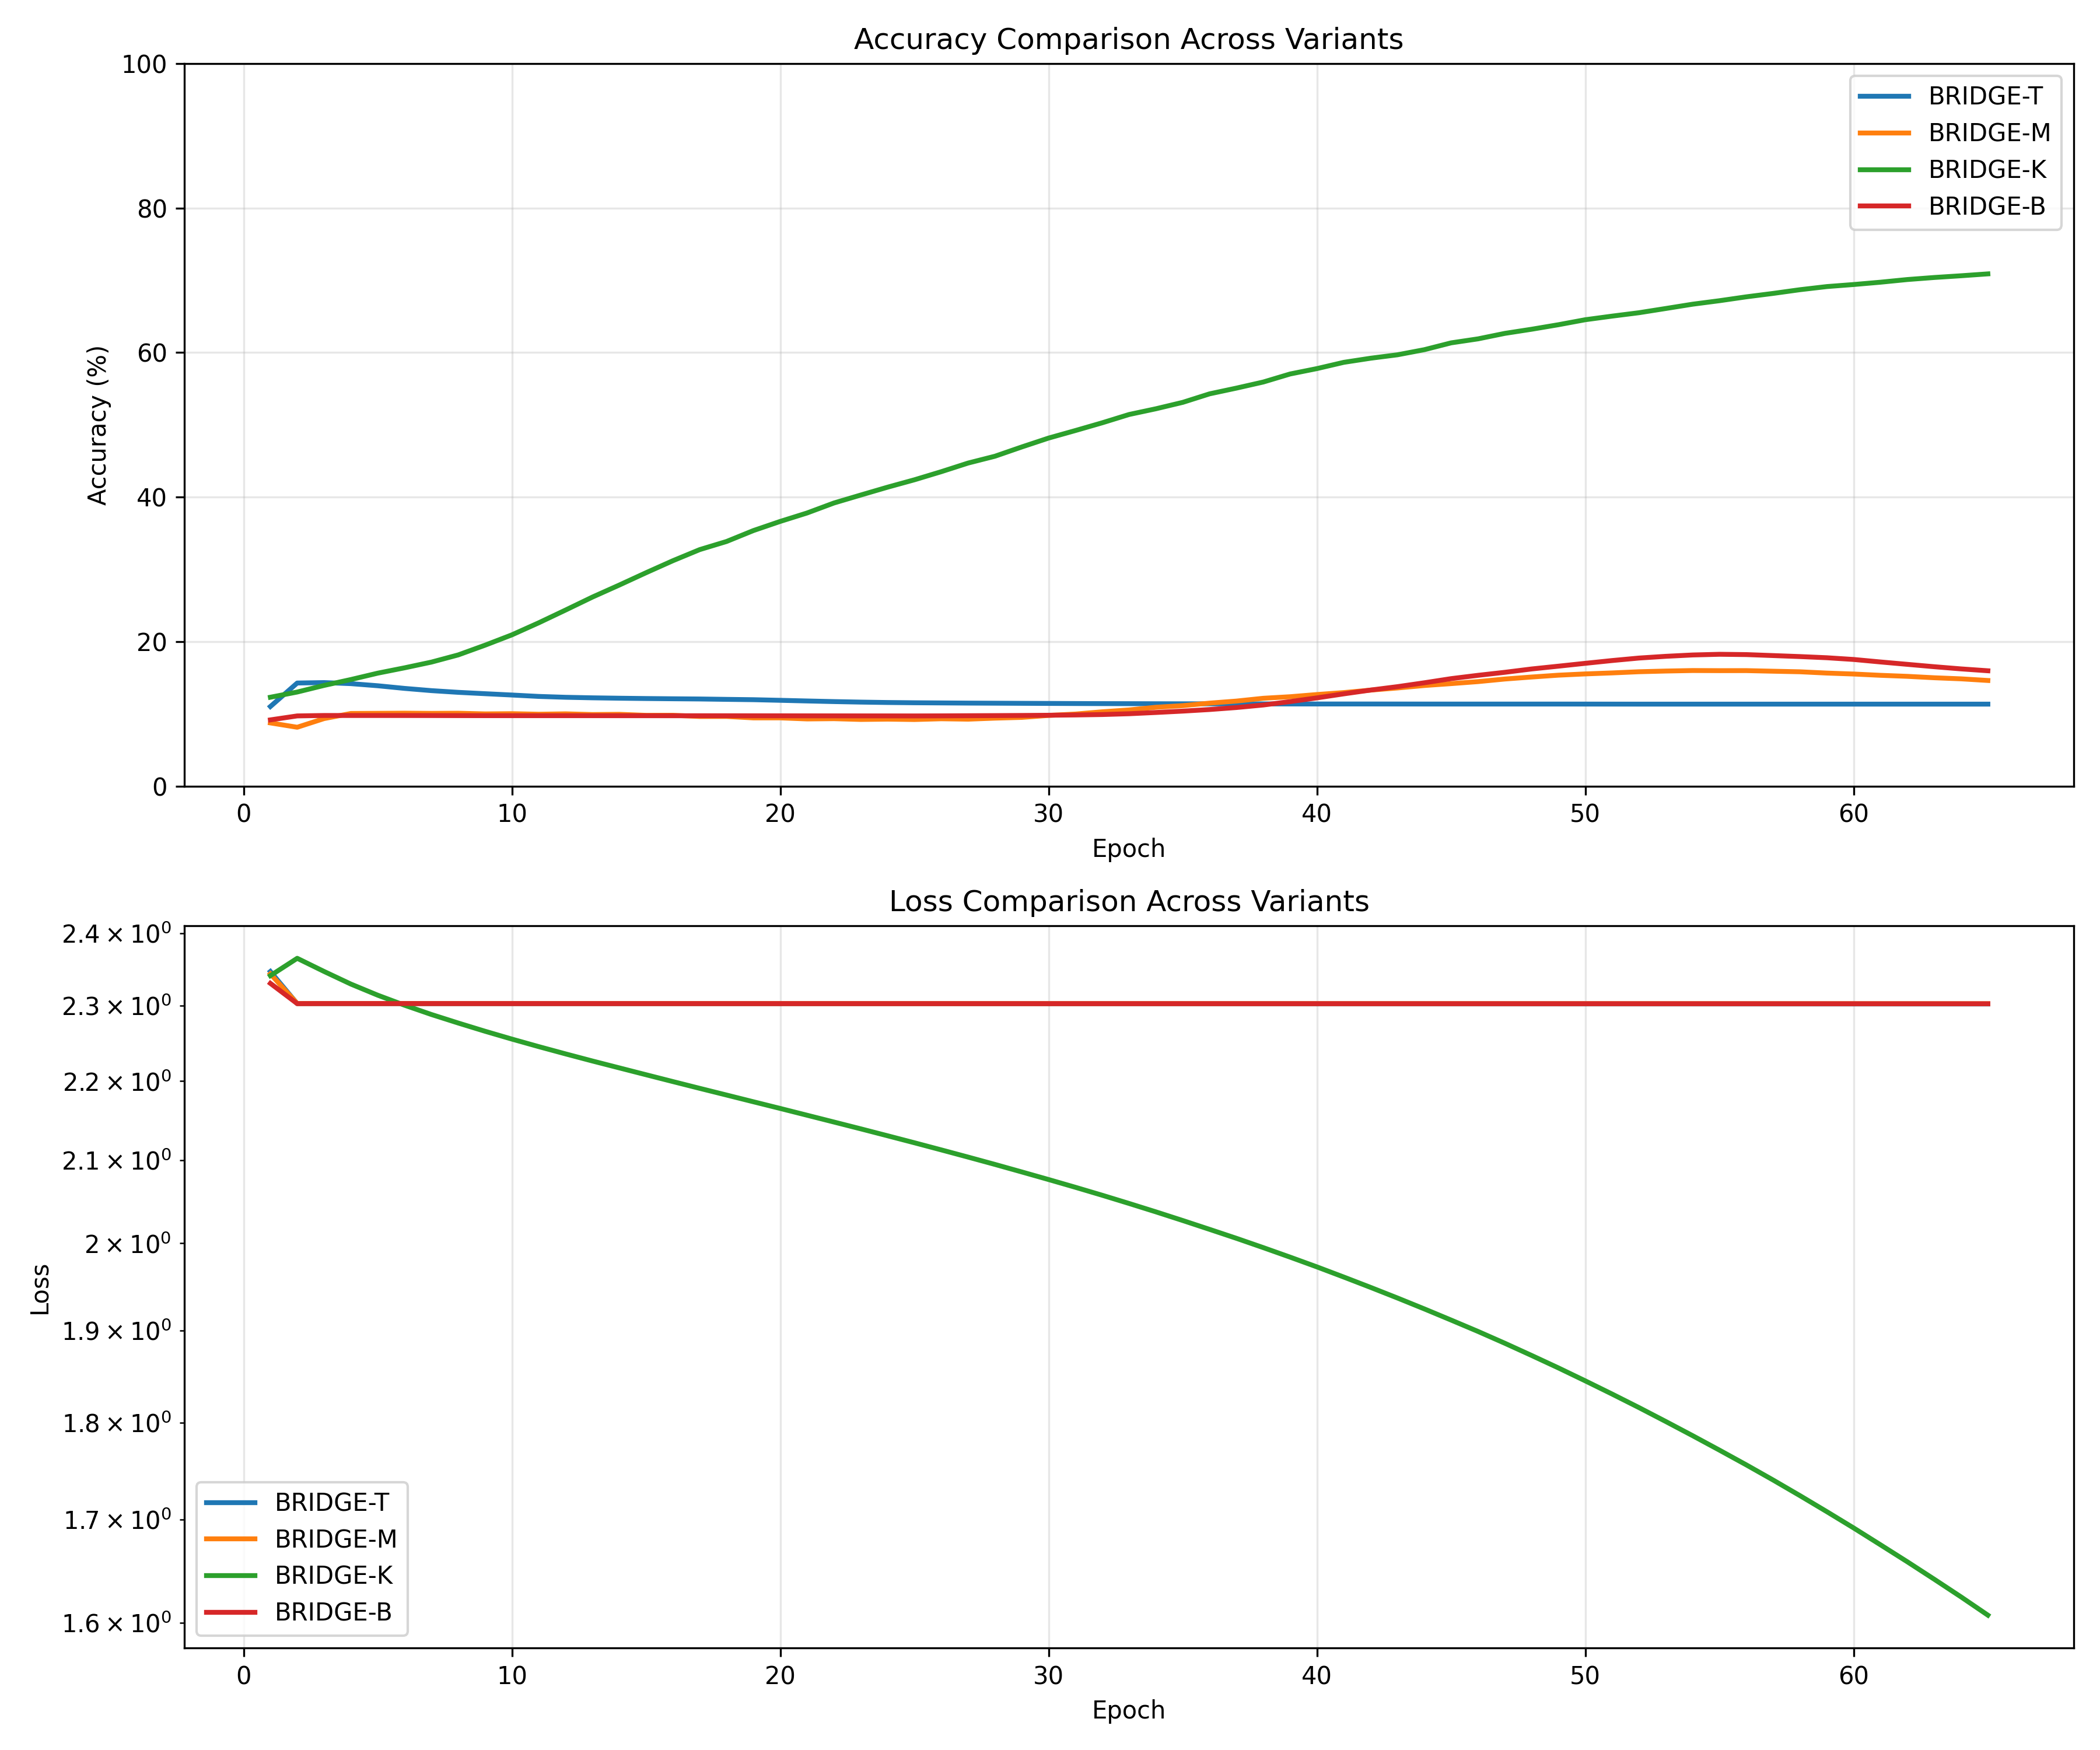 Accuracy Comparison Across Variants
100
80
60
40
20
0
Accuracy (%)
BRIDGE-T
BRIDGE-M
BRIDGE-K
BRIDGE-B
0 10 20 30 40 50 60
Epoch
Loss Comparison Across Variants
2.4 × 10⁰
2.3 × 10⁰
2.2 × 10⁰
2.1 × 10⁰
2 × 10⁰
1.9 × 10⁰
1.8 × 10⁰
1.7 × 10⁰
1.6 × 10⁰
Loss
BRIDGE-T
BRIDGE-M
BRIDGE-K
BRIDGE-B
0 10 20 30 40 50 60
Epoch